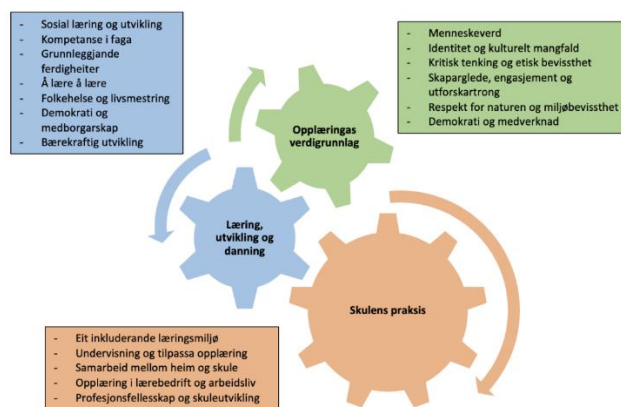 - Sosial læring og utvikling
- Kompetanse i faga
- Grunnleggjande
ferdigheiter
- Å lære å lære
- Folkehelse og livsmestring
- Demokrati og
medborgarskap
- Bærekraftig utvikling
- Menneskeverd
- Identitet og kulturelt mangfald
- Kritisk tenking og etisk bevissthet
- Skaparglede, engasjement og
utforskartrong
- Respekt for naturen og miljøbevissthet
- Demokrati og medverknad
Opplæringas
verdigrunnlag
Læring,
utvikling og
danning
Skulens praksis
- Eit inkluderande læringsmiljø
- Undervisning og tilpassa opplæring
- Samarbeid mellom heim og skule
- Opplæring i lærebedrift og arbeidsliv
- Profesjonsfellesskap og skuleutvikling